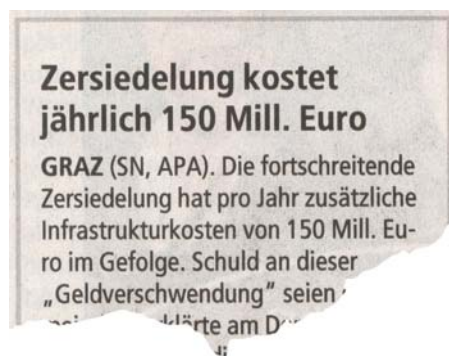 Zersiedelung kostet
jährlich 150 Mill. Euro
GRAZ (SN, APA). Die fortschreitende
Zersiedelung hat pro Jahr zusätzliche
Infrastrukturkosten von 150 Mill. Eu-
ro im Gefolge. Schuld an dieser
„Geldverschwendung“ seien
am